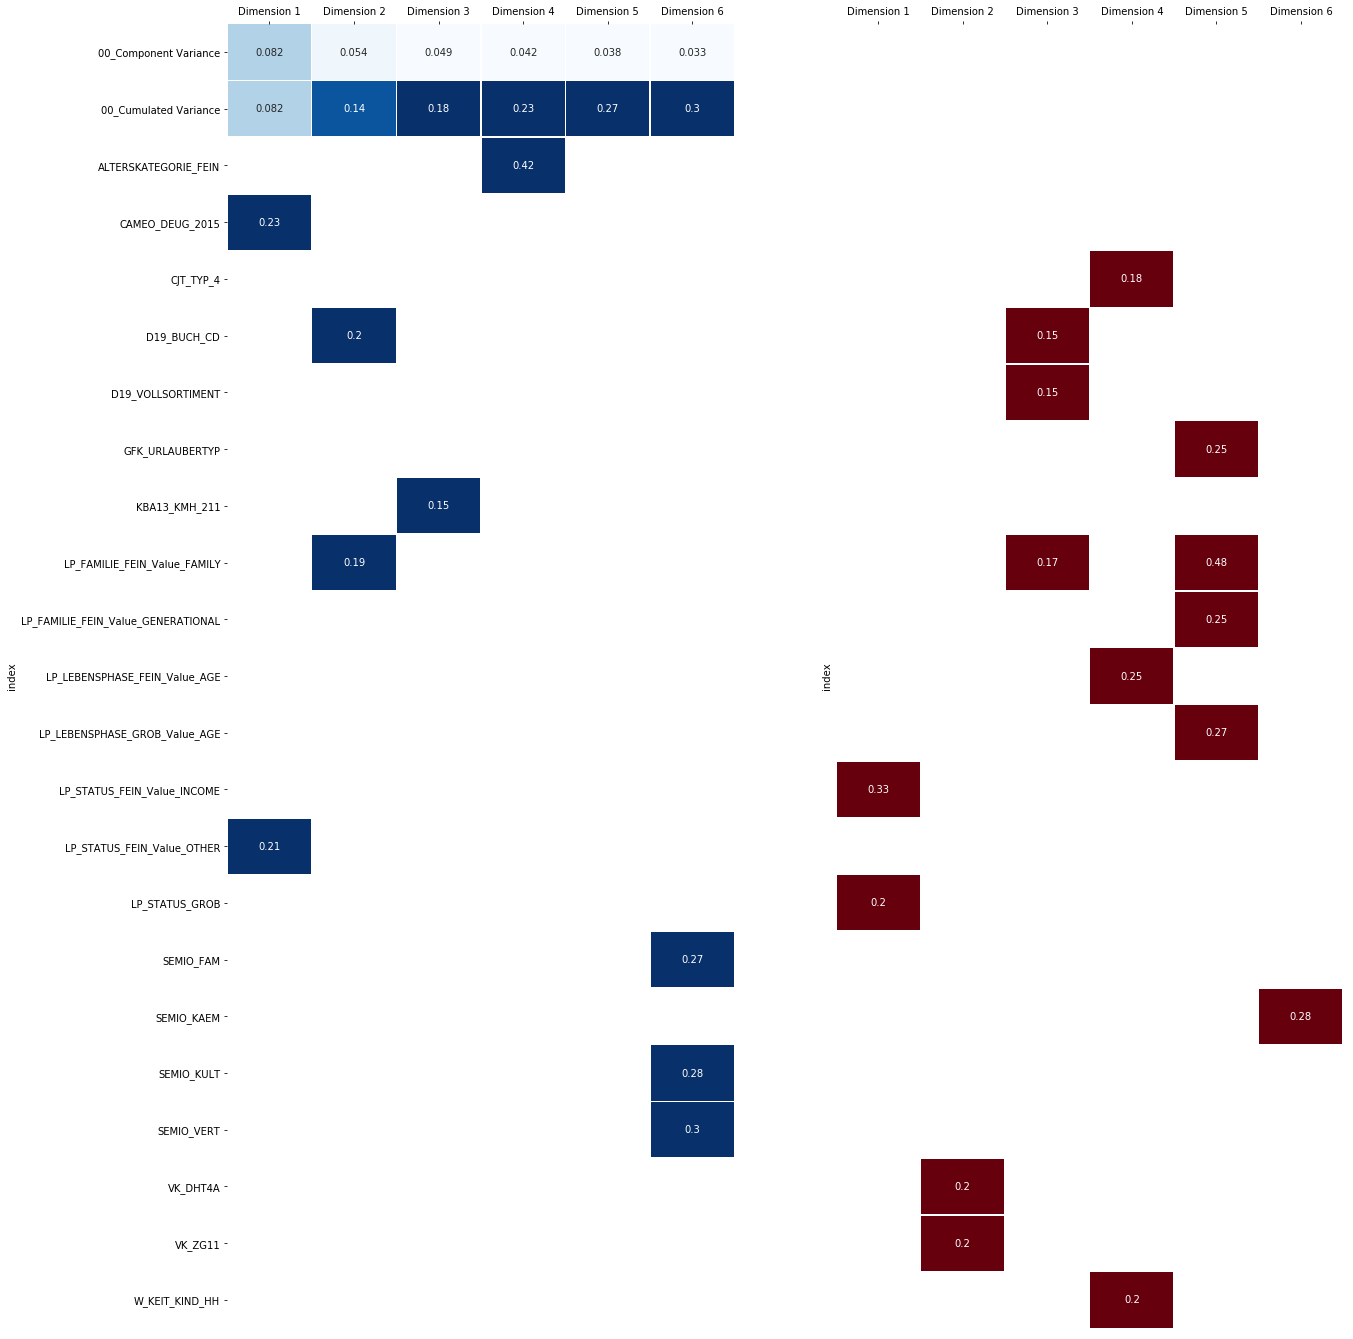 Dimension 1 Dimension 2 Dimension 3 Dimension 4 Dimension 5 Dimension 6 Dimension 1 Dimension 2 Dimension 3 Dimension 4 Dimension 5 Dimension 6
00_Component Variance 0.082 0.054 0.049 0.042 0.038 0.033
00_Cumulated Variance 0.082 0.14 0.18 0.23 0.27 0.3
ALTERSKATEGORIE_FEIN 0.42
CAMEO_DEUG_2015 0.23
CJT_TYP_4 0.18
D19_BUCH_CD 0.2 0.15
D19_VOLLSORTIMENT 0.15
GFK_URLAUBERTYP 0.25
KBA13_KMH_211 0.15
LP_FAMILIE_FEIN_Value_FAMILY 0.19 0.17 0.48
LP_FAMILIE_FEIN_Value_GENERATIONAL 0.25
index index
LP_LEBENSPHASE_FEIN_Value_AGE 0.25
LP_LEBENSPHASE_GROB_Value_AGE 0.27
LP_STATUS_FEIN_Value_INCOME 0.33
LP_STATUS_FEIN_Value_OTHER 0.21
LP_STATUS_GROB 0.2
SEMIO_FAM 0.27
SEMIO_KAEM 0.28
SEMIO_KULT 0.28
SEMIO_VERT 0.3
VK_DHT4A 0.2
VK_ZG11 0.2
W_KEIT_KIND_HH 0.2